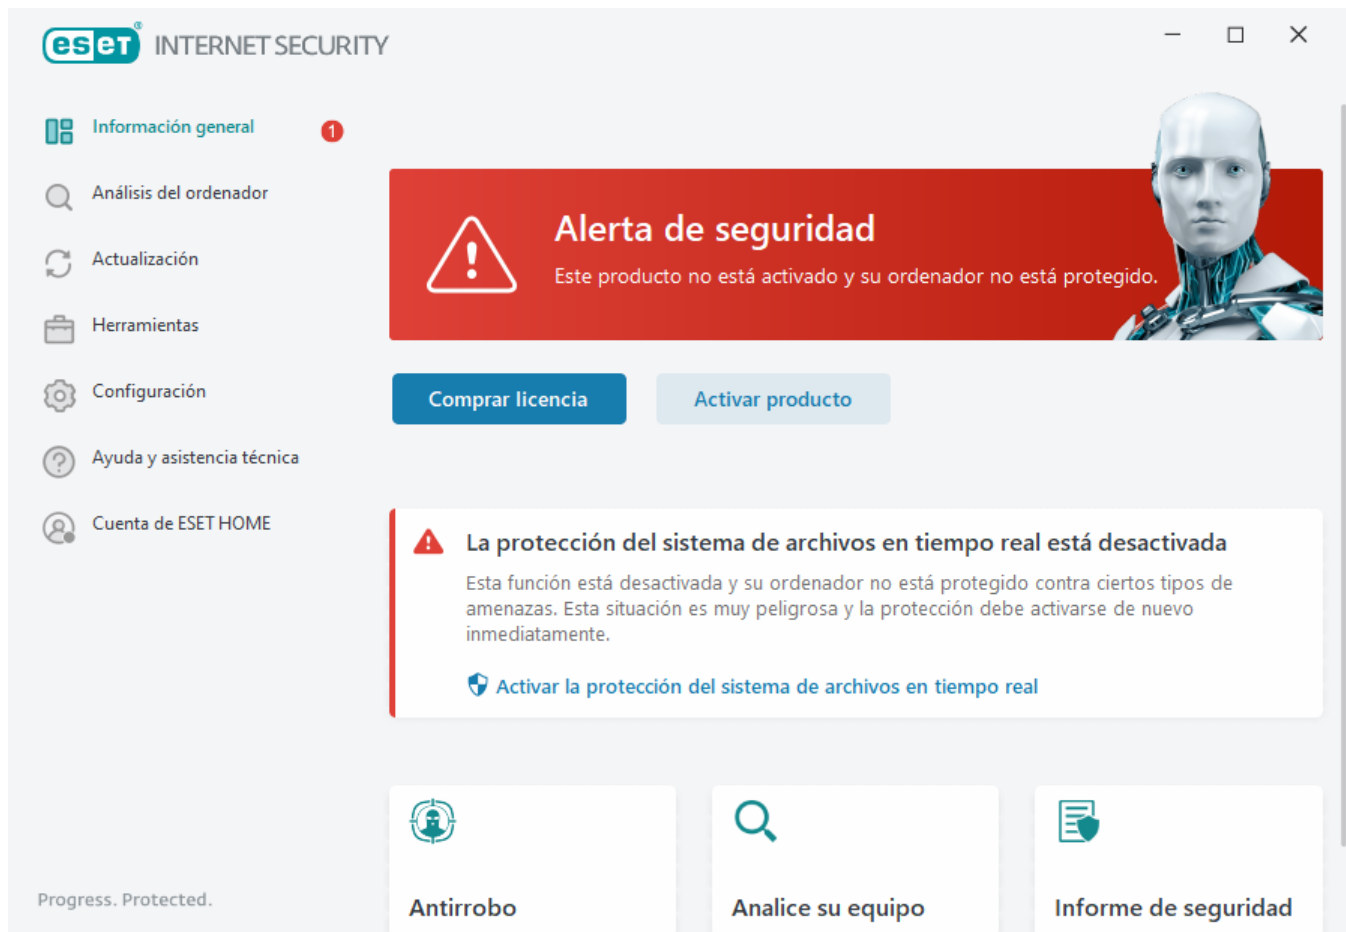 eset® INTERNET SECURITY
Información general
1
Análisis del ordenador
Actualización
Herramientas
Configuración
Ayuda y asistencia técnica
Cuenta de ESET HOME
Progress. Protected.
Alerta de seguridad
Este producto no está activado y su ordenador no está protegido.
Comprar licencia
Activar producto
La protección del sistema de archivos en tiempo real está desactivada
Esta función está desactivada y su ordenador no está protegido contra ciertos tipos de
amenazas. Esta situación es muy peligrosa y la protección debe activarse de nuevo
inmediatamente.
Activar la protección del sistema de archivos en tiempo real
Antirrobo
Analice su equipo
Informe de seguridad